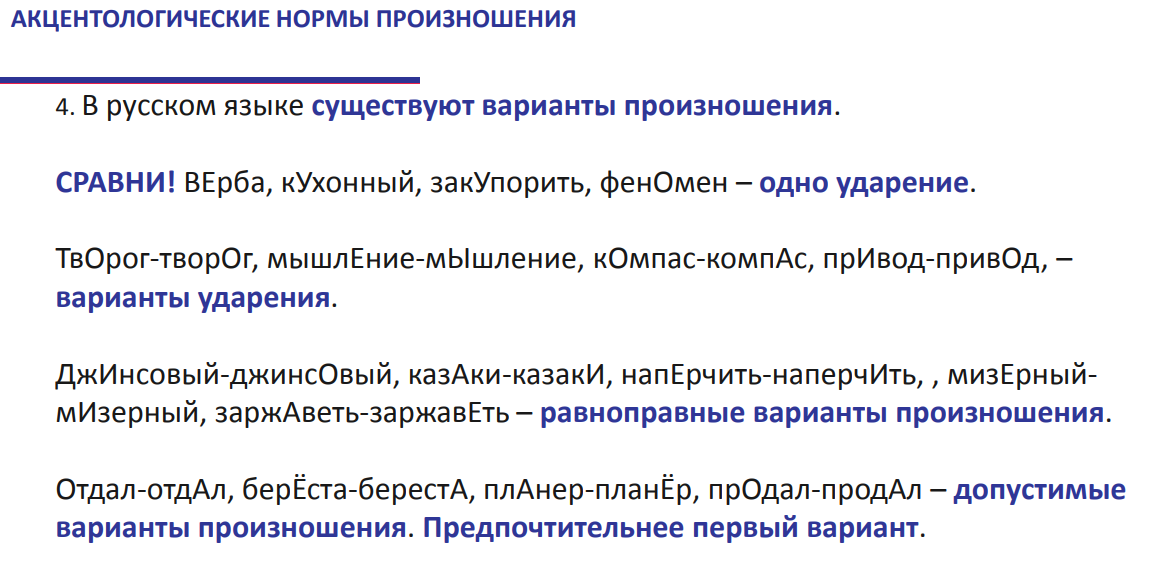 АКЦЕНТОЛОГИЧЕСКИЕ НОРМЫ ПРОИЗНОШЕНИЯ
4. В русском языке существуют варианты произношения.
СРАВНИ! ВЕрба, кУхонный, закУпорить, фенОмен – одно ударение.
ТвОрог-творОг, мышлЕние-мЫшление, кОмпас-компАс, прИвод-привОд, –
варианты ударения.
ДжИнсовый-джинсОвый, казАки-казакИ, напЕрчить-наперчИть, , мизЕрный-
мИзерный, заржАветь-заржавЕть – равноправные варианты произношения.
Отдал-отдАл, берЁста-берестА, плАнер-планЁр, прОдал-продАл – допустимые
варианты произношения. Предпочтительнее первый вариант.